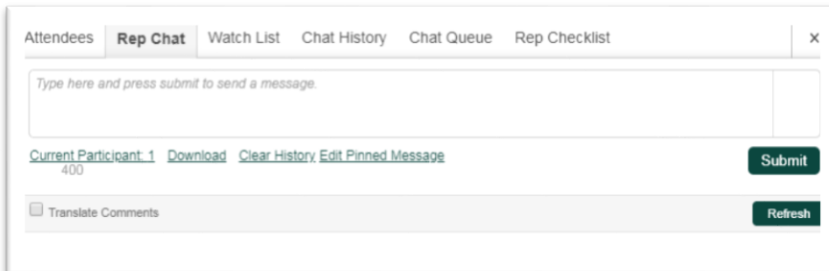 Attendees Rep Chat Watch List Chat History Chat Queue Rep Checklist ×
Type here and press submit to send a message.
Current Participant: 1 Download Clear History Edit Pinned Message Submit
400
Translate Comments Refresh